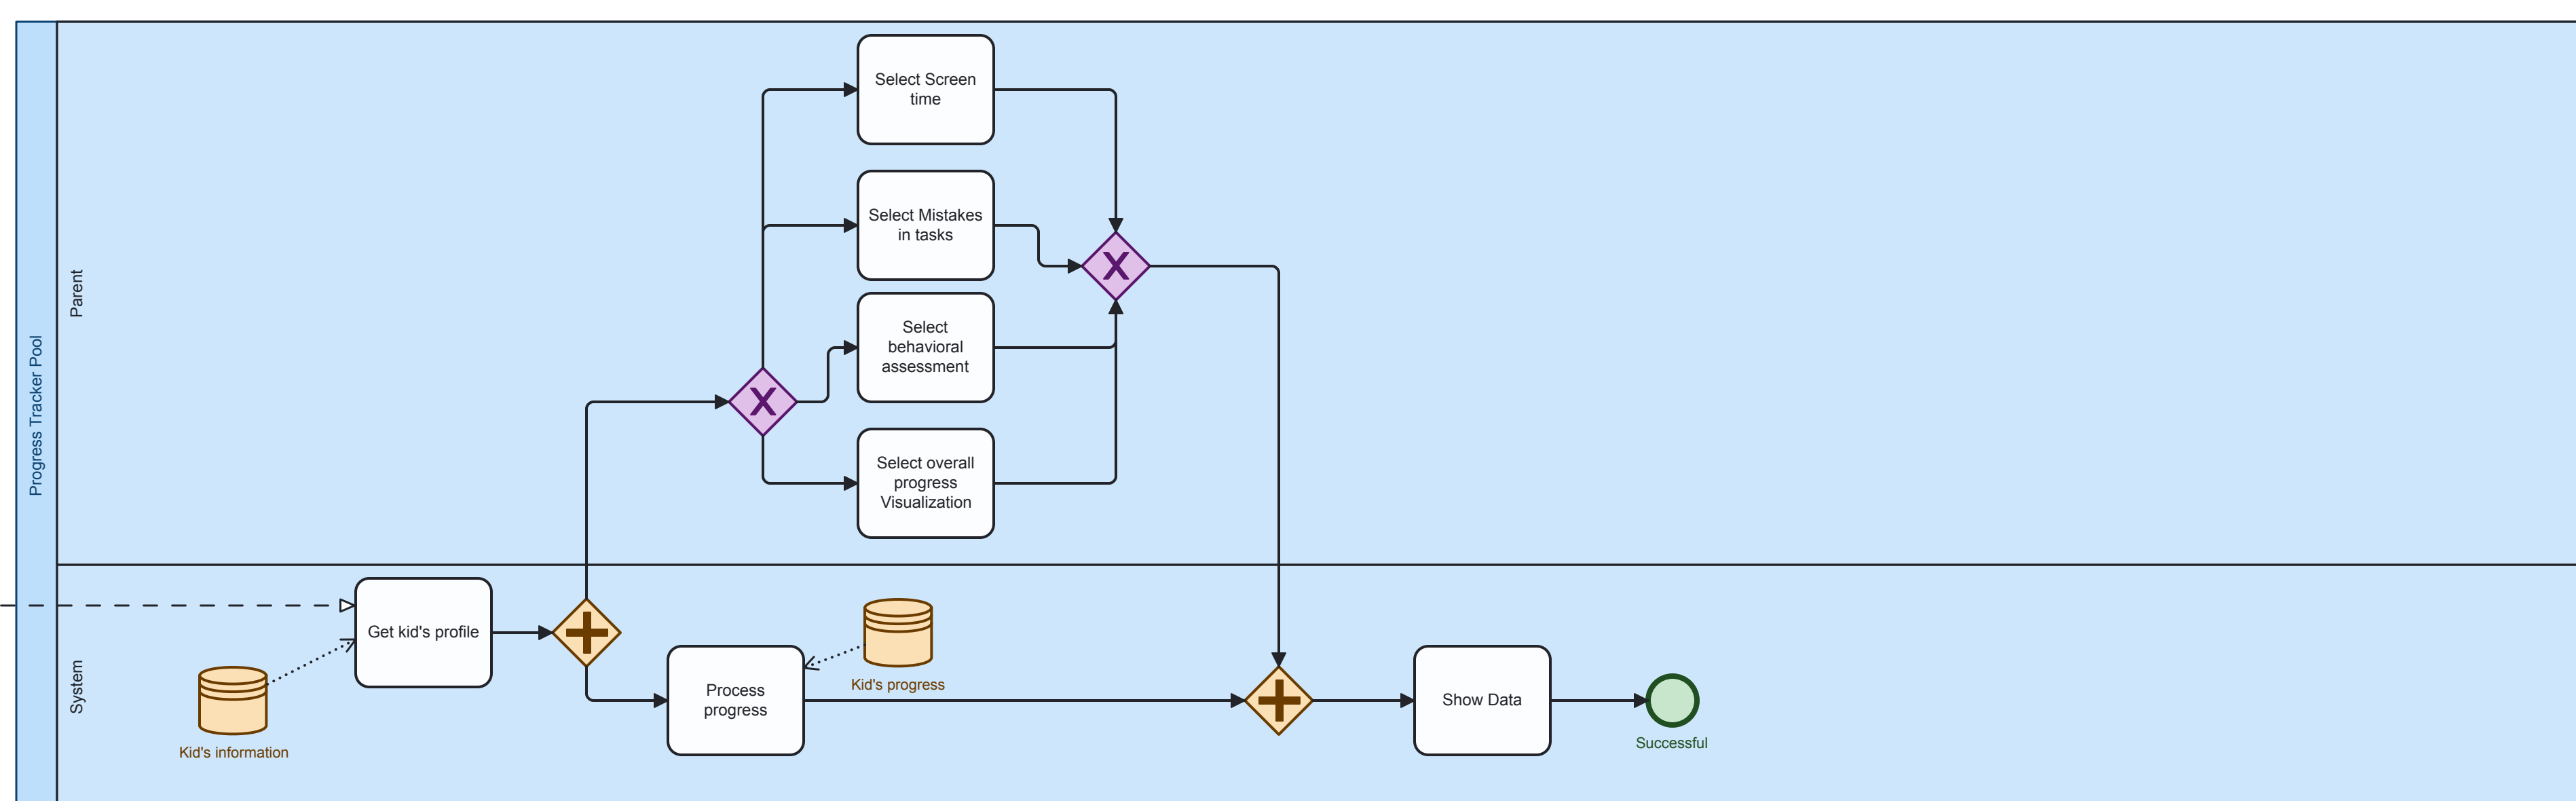 Progress Tracker Pool
Parent
Select Screen
time
Select Mistakes
in tasks
Select
behavioral
assessment
Select overall
progress
Visualization
System
Get kid's profile
Kid's information
Process
progress
Kid's progress
Show Data
Successful